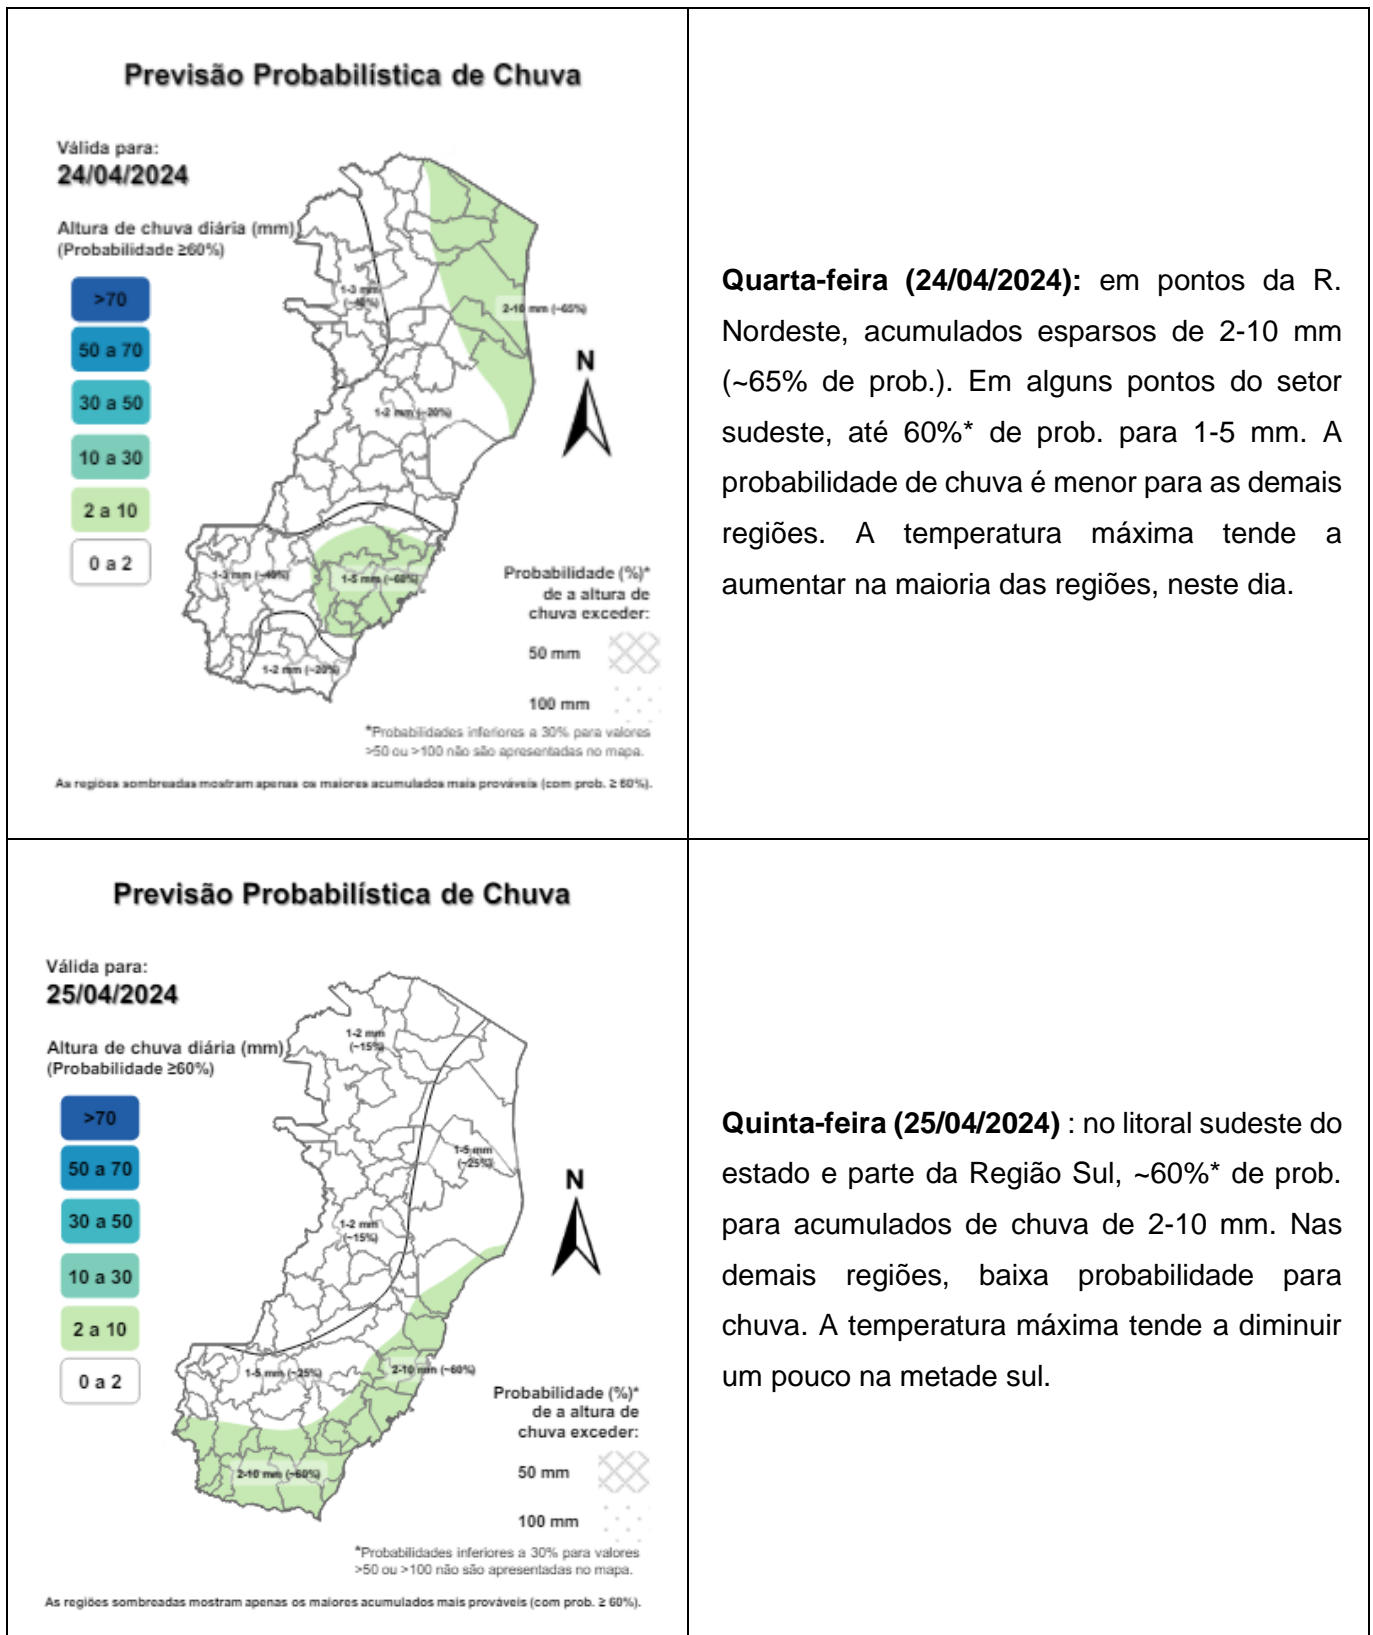 Previsão Probabilística de Chuva
Válida para:
24/04/2024
Altura de chuva diária (mm)
(Probabilidade ≥60%)
>70
50 a 70
30 a 50
10 a 30
2 a 10
0 a 2
1-3 mm
(~40%)
2-10 mm (~65%)
N
1-2 mm (~20%)
1-3 mm (~40%)
1-5 mm (~60%)
1-2 mm (~20%)
Probabilidade (%)*
de a altura de
chuva exceder:
50 mm
100 mm
*Probabilidades inferiores a 30% para valores
>50 ou >100 não são apresentadas no mapa.
As regiões sombreadas mostram apenas os maiores acumulados mais prováveis (com prob. ≥ 60%).
Quarta-feira (24/04/2024): em pontos da R.
Nordeste, acumulados esparsos de 2-10 mm
(~65% de prob.). Em alguns pontos do setor
sudeste, até 60%* de prob. para 1-5 mm. A
probabilidade de chuva é menor para as demais
regiões. A temperatura máxima tende a
aumentar na maioria das regiões, neste dia.
Previsão Probabilística de Chuva
Válida para:
25/04/2024
Altura de chuva diária (mm)
(Probabilidade ≥60%)
>70
50 a 70
30 a 50
10 a 30
2 a 10
0 a 2
1-2 mm
(~15%)
1-5 mm
(~25%)
N
1-2 mm
(~15%)
1-5 mm (~25%)
2-10 mm (~60%)
2-10 mm (~60%)
Probabilidade (%)*
de a altura de
chuva exceder:
50 mm
100 mm
*Probabilidades inferiores a 30% para valores
>50 ou >100 não são apresentadas no mapa.
As regiões sombreadas mostram apenas os maiores acumulados mais prováveis (com prob. ≥ 60%).
Quinta-feira (25/04/2024) : no litoral sudeste do
estado e parte da Região Sul, ~60%* de prob.
para acumulados de chuva de 2-10 mm. Nas
demais regiões, baixa probabilidade para
chuva. A temperatura máxima tende a diminuir
um pouco na metade sul.